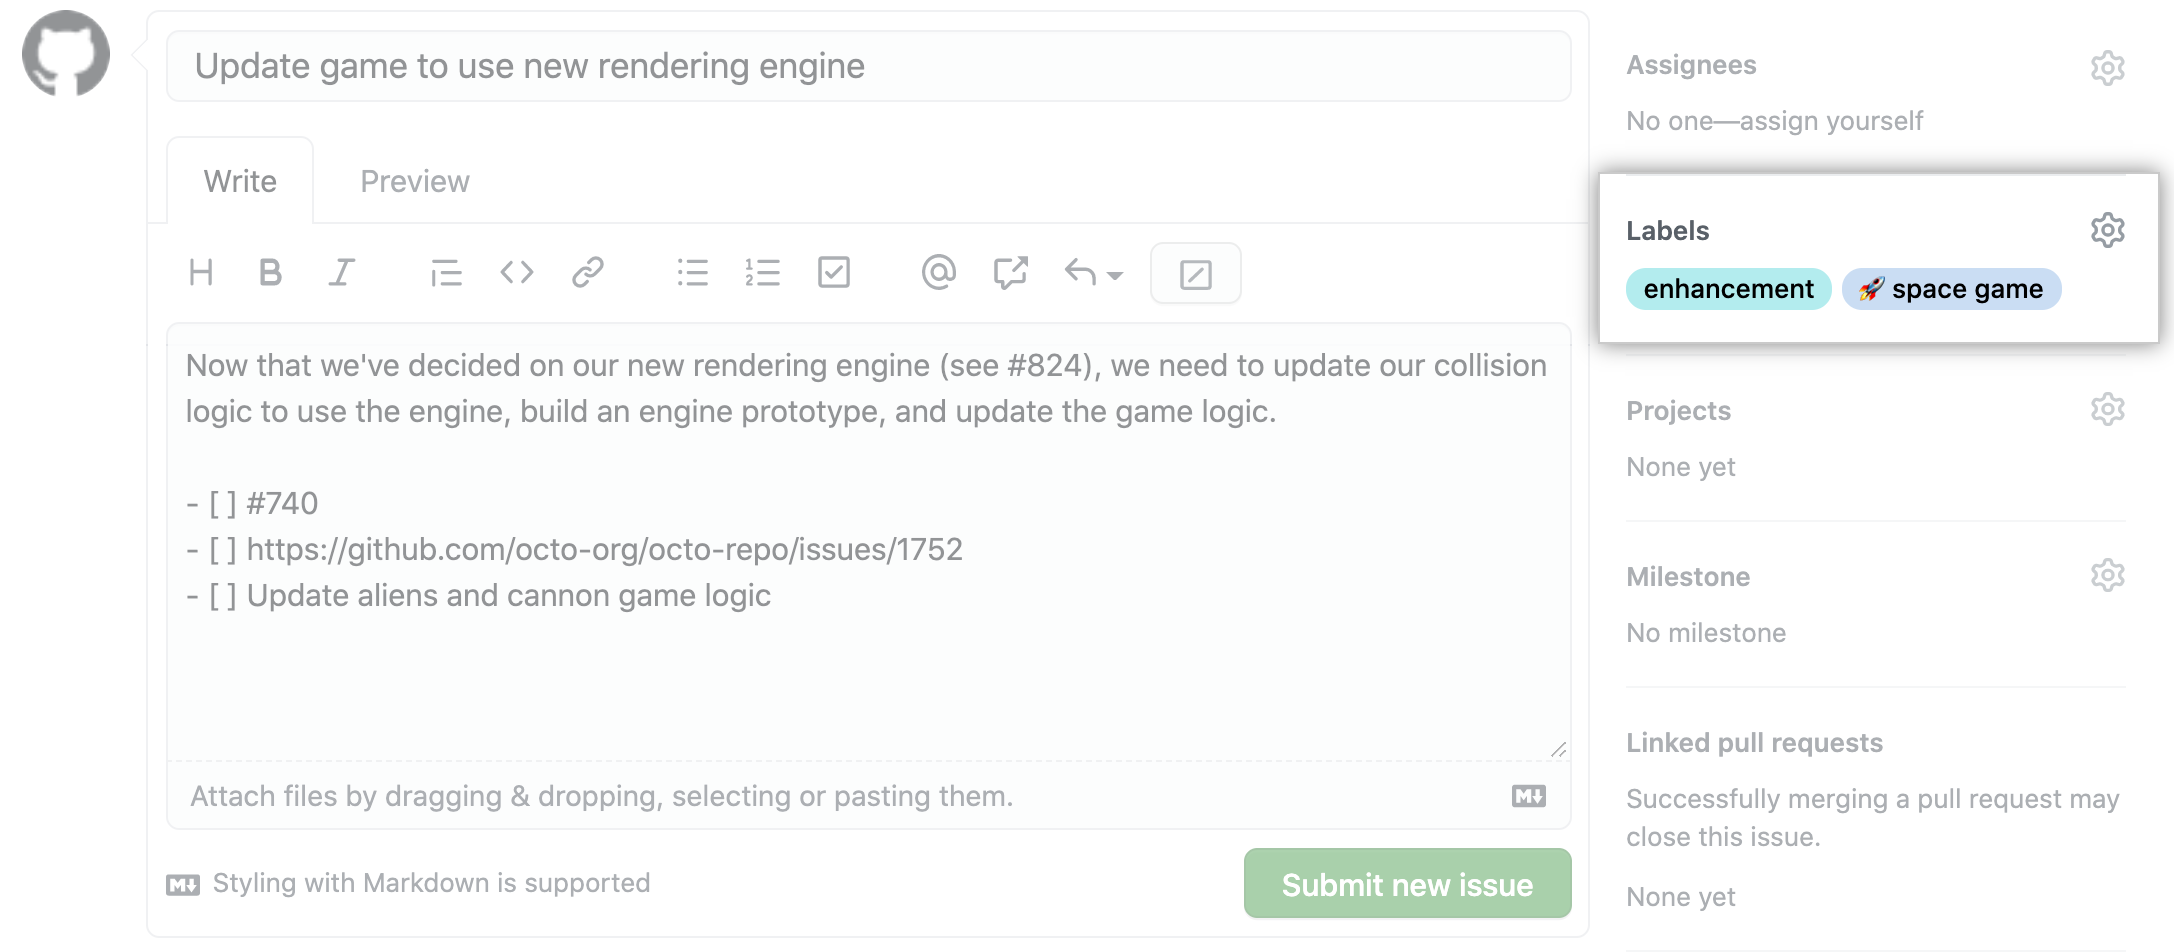 Update game to use new rendering engine
Write Preview
Now that we've decided on our new rendering engine (see #824), we need to update our collision
logic to use the engine, build an engine prototype, and update the game logic.
- [ ] #740
- [ ] https://github.com/octo-org/octo-repo/issues/1752
- [ ] Update aliens and cannon game logic
Attach files by dragging & dropping, selecting or pasting them.
Styling with Markdown is supported
Submit new issue
Assignees
No one—assign yourself
Labels
enhancement 🚀 space game
Projects
None yet
Milestone
No milestone
Linked pull requests
Successfully merging a pull request may
close this issue.
None yet